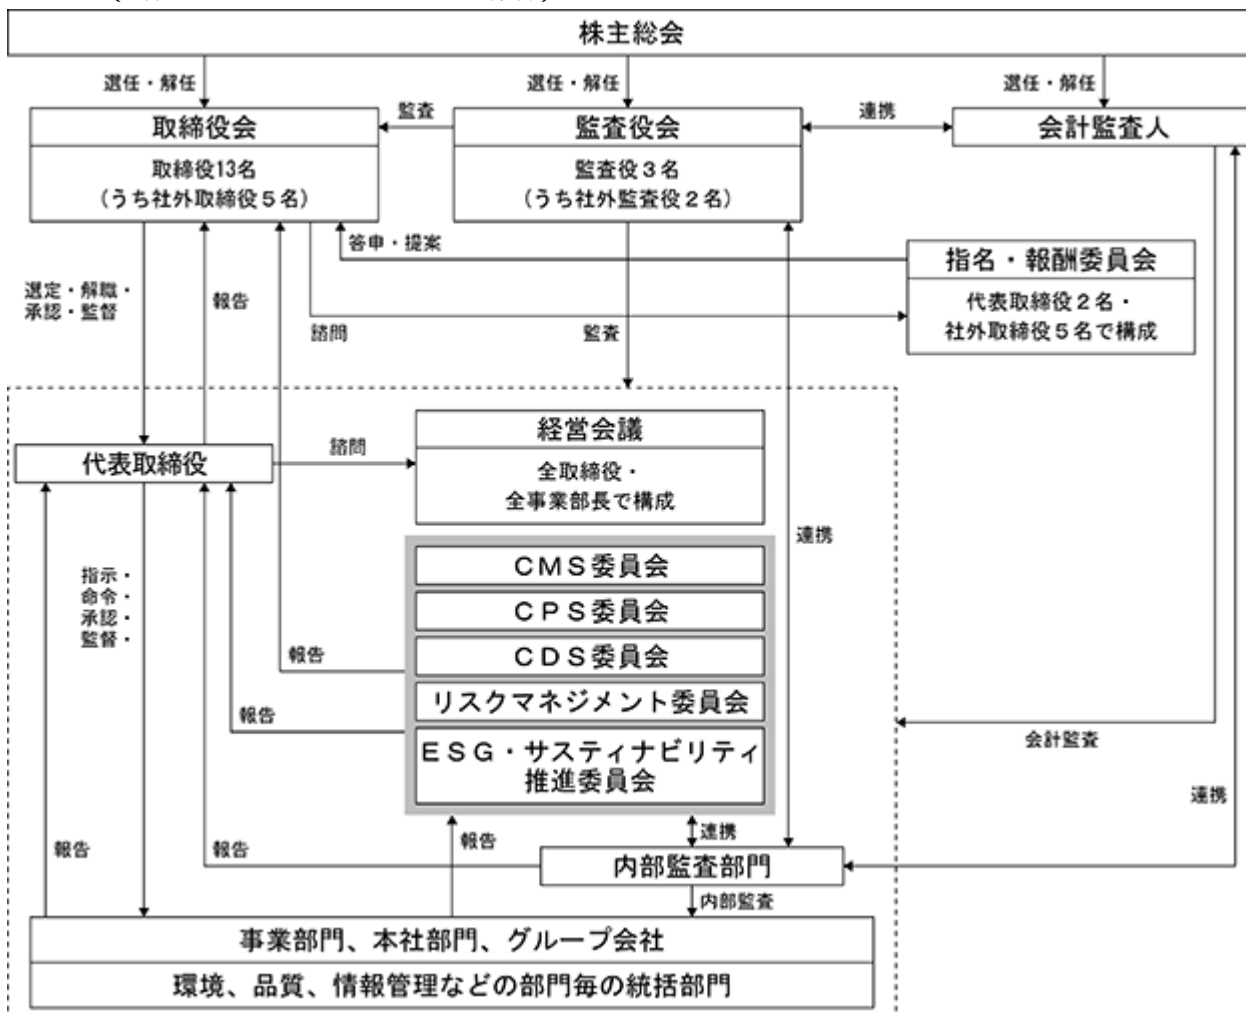 株主総会
選任・解任
選任・解任
選任・解任
取締役会
監査
監査役会
連携
会計監査人
取締役13名
(うち社外取締役5名)
監査役3名
(うち社外監査役2名)
答申・提案
指名・報酬委員会
代表取締役2名・
社外取締役5名で構成
選定・解職・
承認・監督
報告
諮問
監査
経営会議
全取締役・
全事業部長で構成
代表取締役
諮問
連携
CMS委員会
CPS委員会
CDS委員会
リスクマネジメント委員会
ESG・サスティナビリティ
推進委員会
指示・
命令・
承認・
監督・
報告
報告
会計監査
連携
報告
報告
報告
連携
内部監査部門
内部監査
事業部門、本社部門、グループ会社
環境、品質、情報管理などの部門毎の統括部門